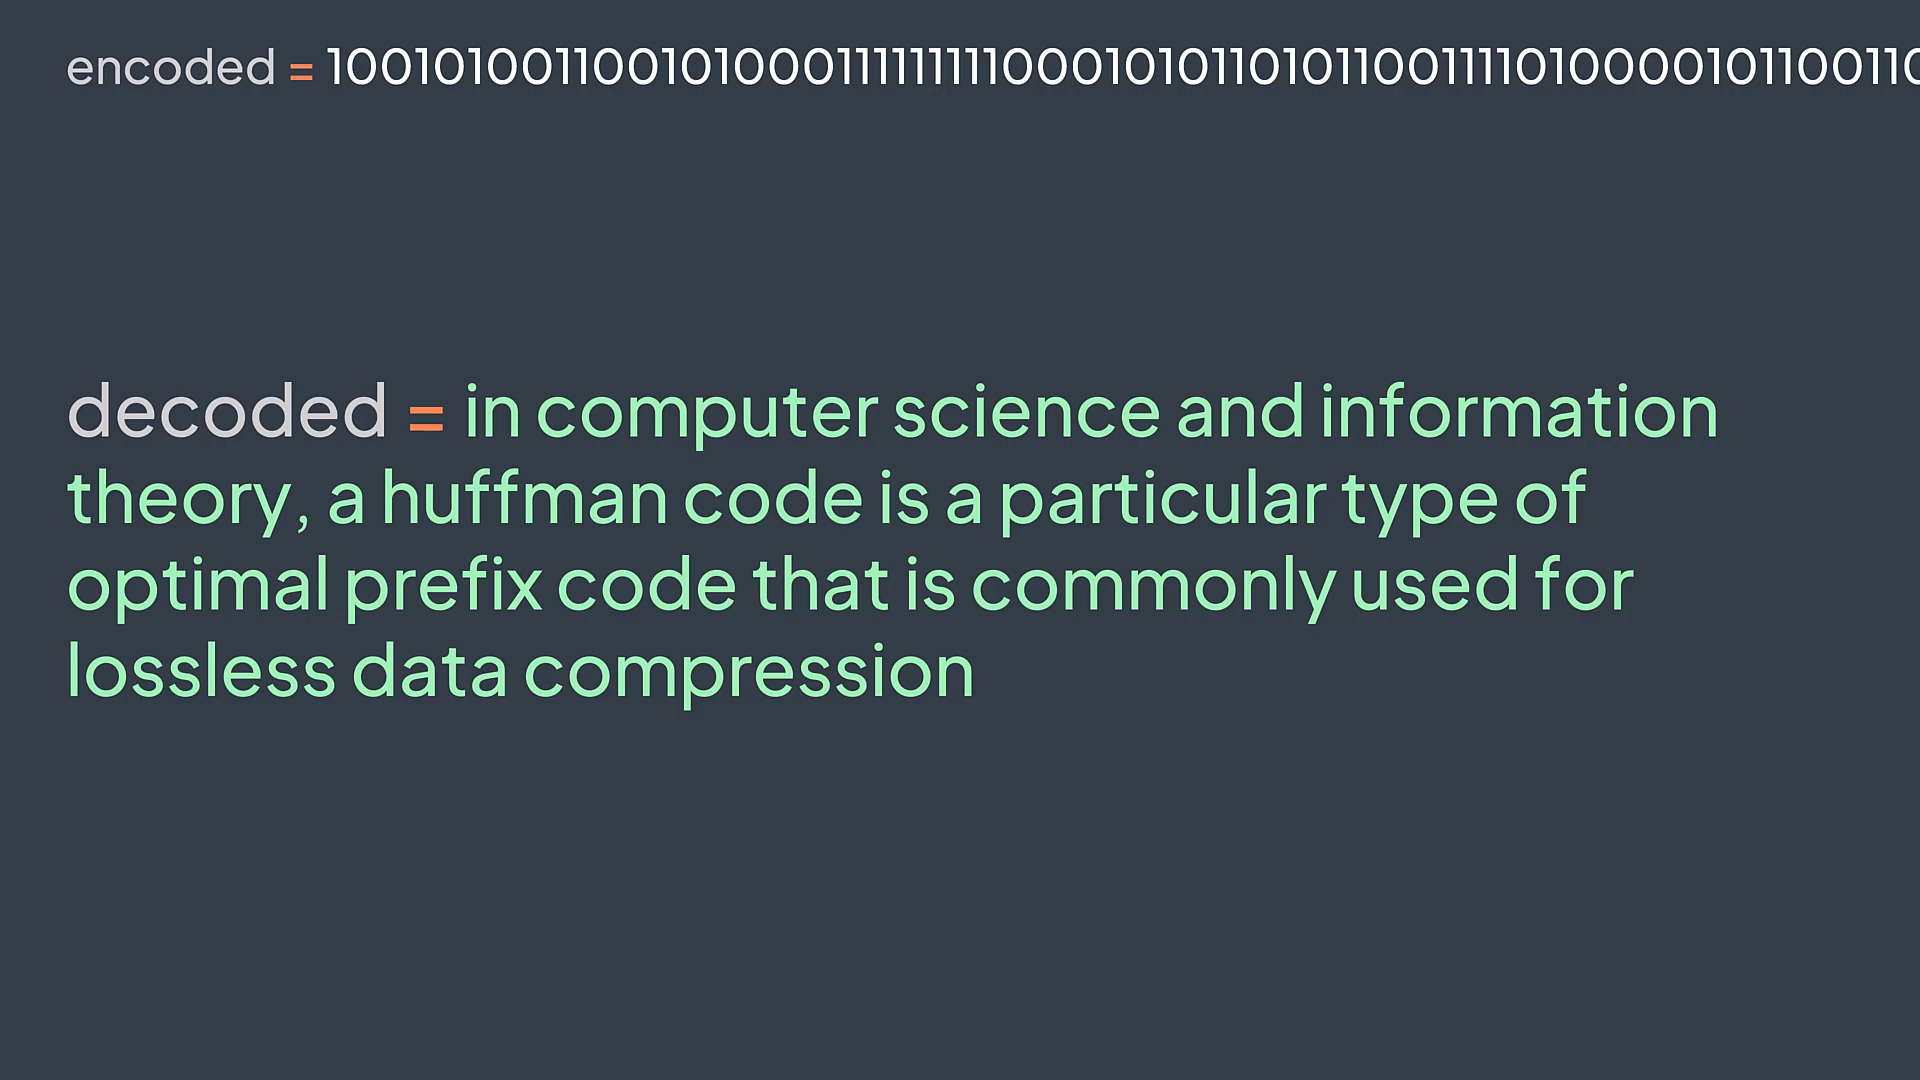 encoded = 10010100110010100011111111100010101101011001111010000101100110
decoded = in computer science and information
theory, a huffman code is a particular type of
optimal prefix code that is commonly used for
lossless data compression